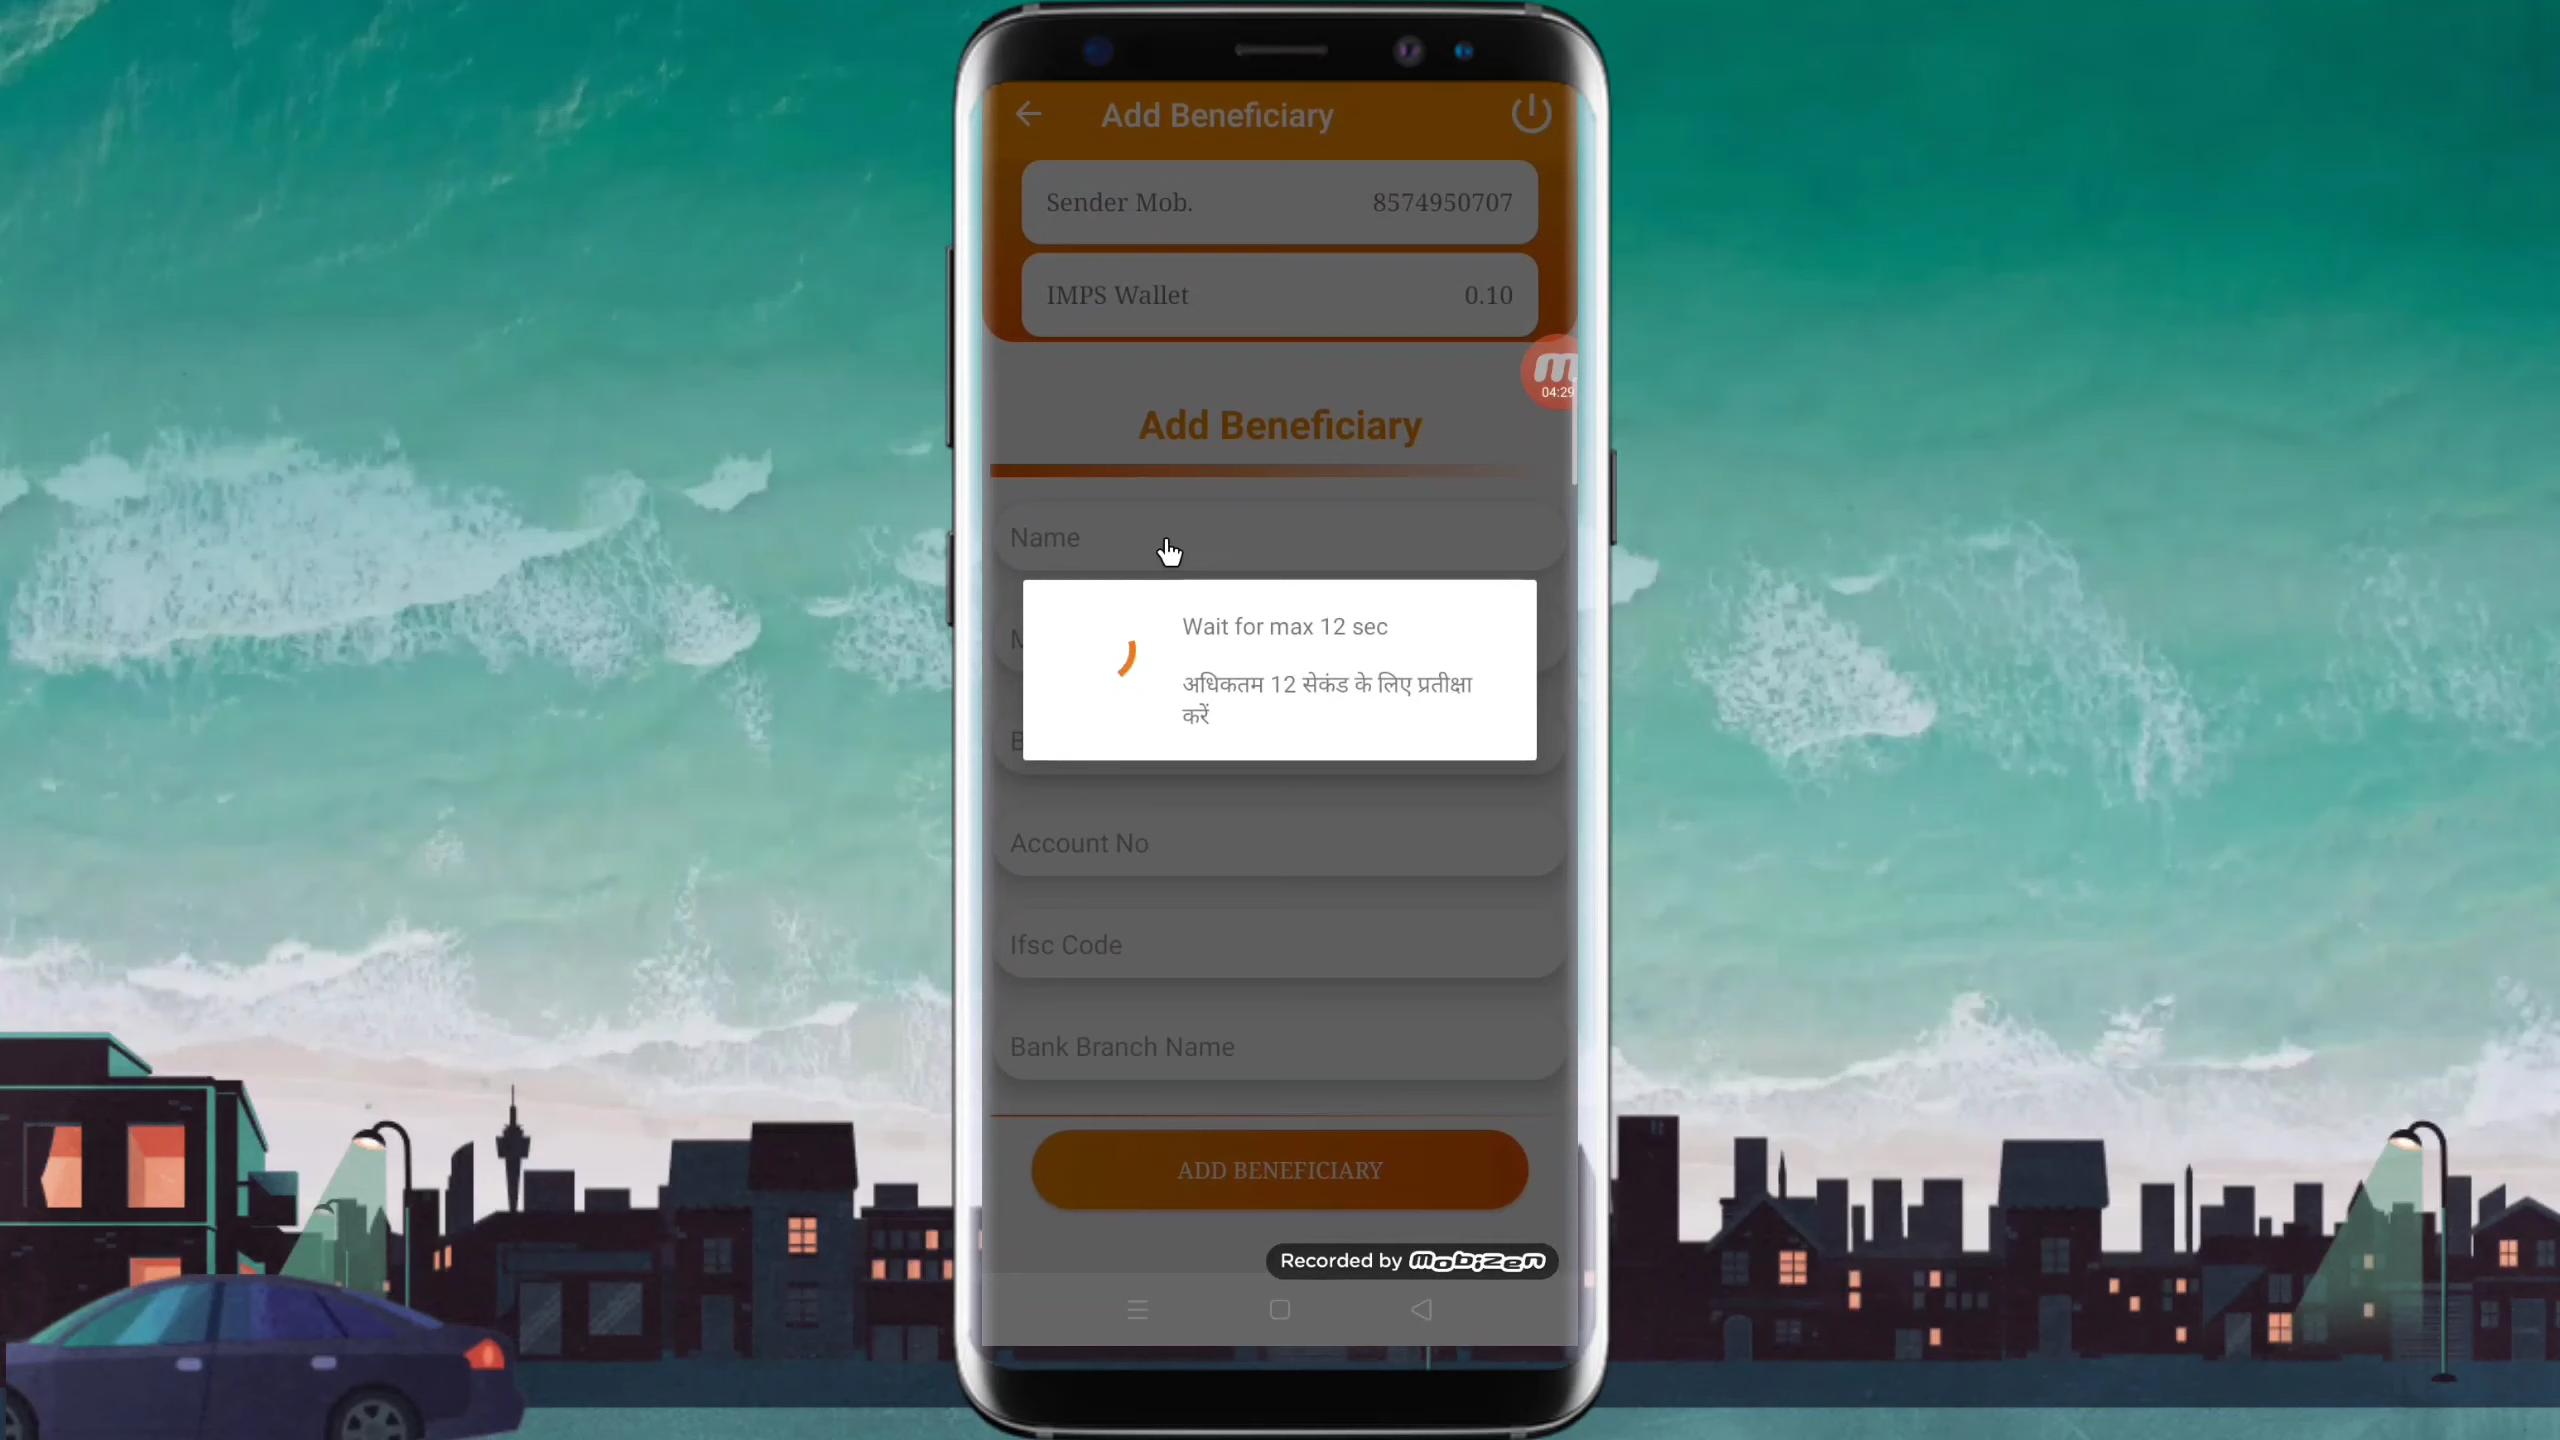 Add Beneficiary
Sender Mob. 8574950707
IMPS Wallet 0.10
m
04:29
Add Beneficiary
Name
Wait for max 12 sec
अधिकतम 12 सेकंड के लिए प्रतीक्षा
करें
Account No
Ifsc Code
Bank Branch Name
ADD BENEFICIARY
Recorded by mobizen